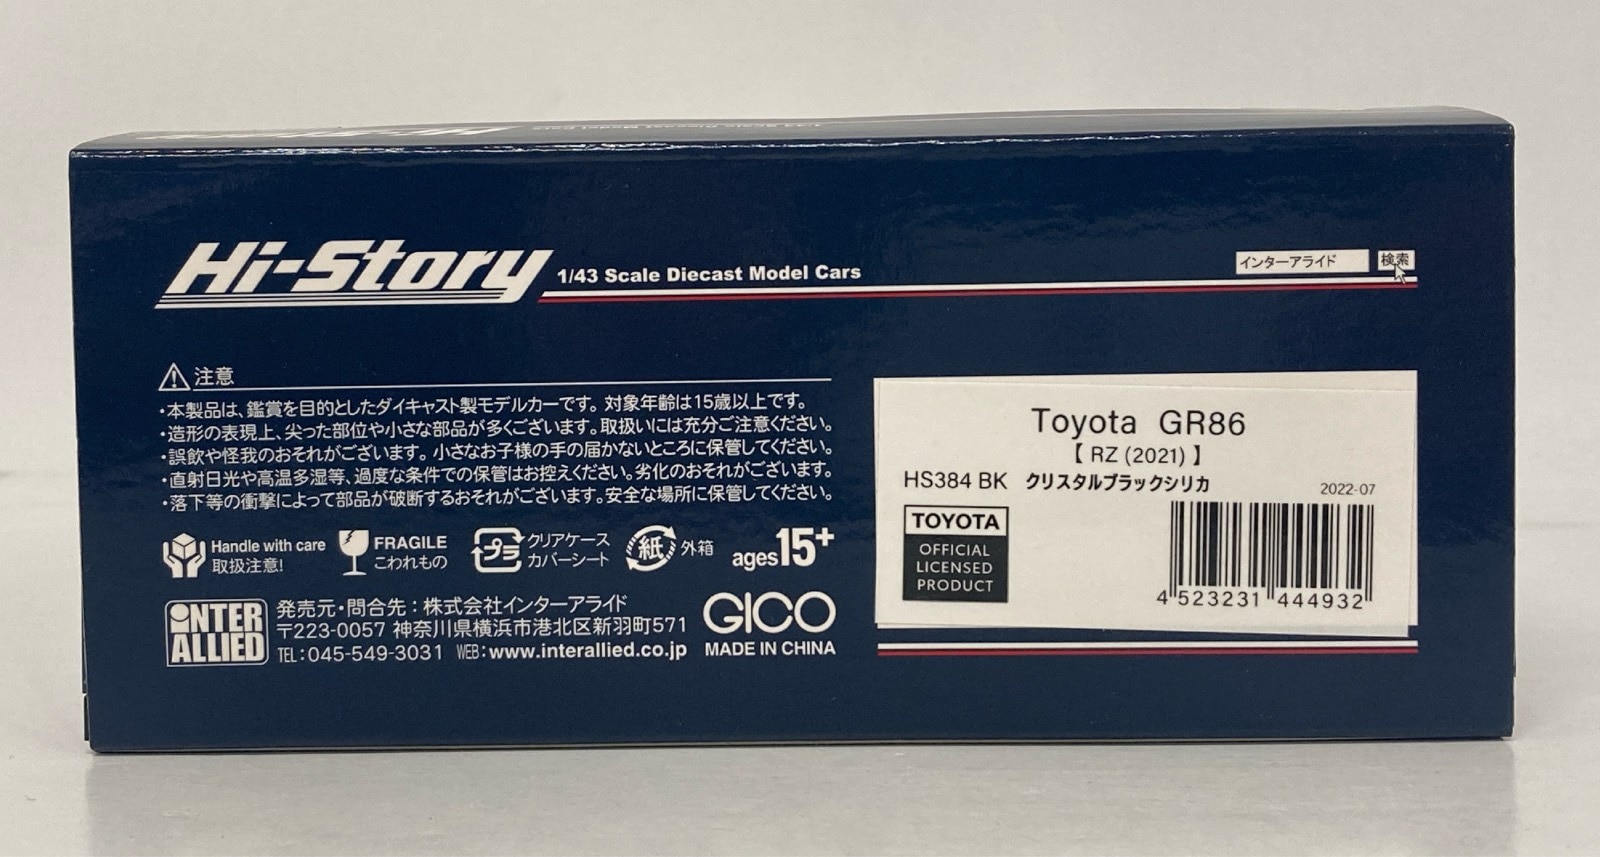 Hi-Story
1/43 Scale Diecast Model Cars
インターアライド 検索
注意
・本製品は、鑑賞を目的としたダイキャスト製モデルカーです。対象年齢は15歳以上です。
・造形の表現上、尖った部位や小さな部品が多くございます。取扱いには充分ご注意ください。
・誤飲や怪我のおそれがございます。小さなお子様の手の届かないところに保管してください。
・直射日光や高温多湿等、過度な条件での保管はお控えください。劣化のおそれがございます。
・落下等の衝撃によって部品が破断するおそれがございます。安全な場所に保管してください。
Handle with care
取扱注意!
FRAGILE
こわれもの
プラ
クリアケース
カバーシート
紙 外箱
ages15+
INTER
ALLIED
発売元・問合先：株式会社インターアライド
〒223-0057 神奈川県横浜市港北区新羽町571
TEL：045-549-3031 WEB：www.interallied.co.jp
GICO
MADE IN CHINA
Toyota GR86
【 RZ (2021) 】
HS384 BK クリスタルブラックシリカ
2022-07
TOYOTA
OFFICIAL
LICENSED
PRODUCT
4 523231 444932